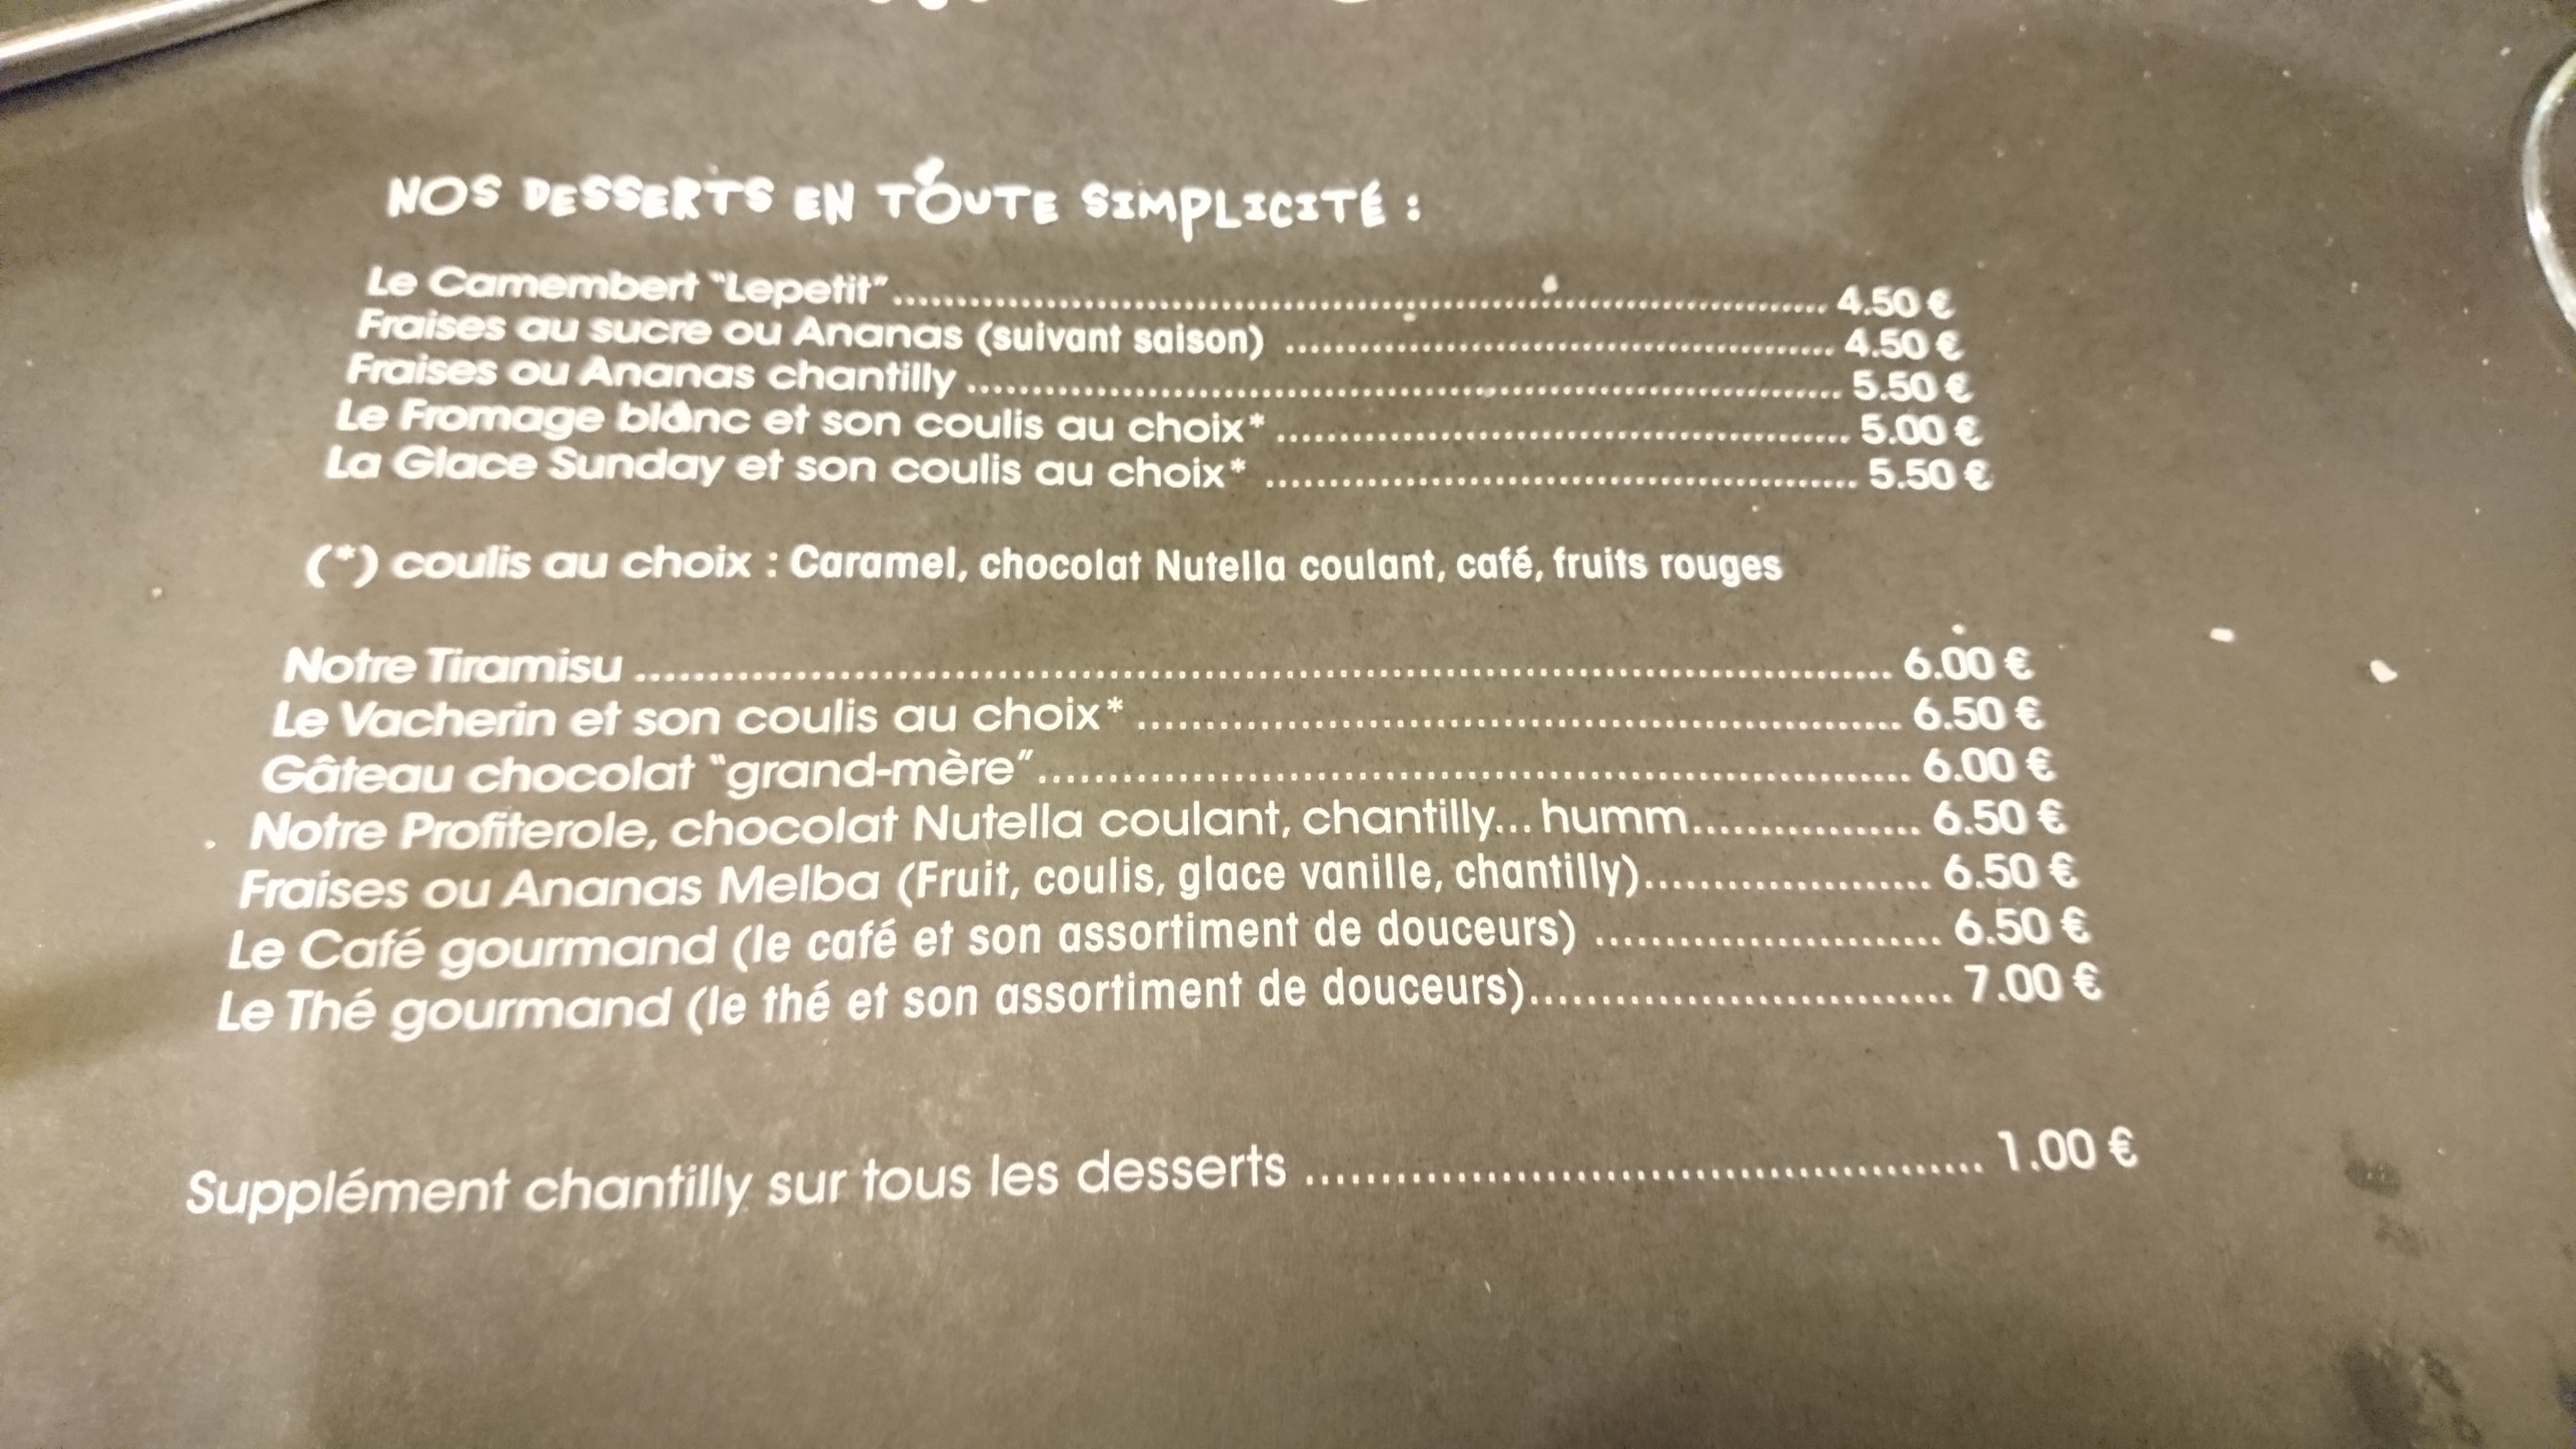 NOS DESSERTS EN TOUTE SIMPLICITÉ :
Le Camembert "Lepetit"........................................ 4.50 €
Fraises au sucre ou Ananas (suivant saison) ........................................ 4.50 €
Fraises ou Ananas chantilly ........................................ 5.50 €
Le Fromage blanc et son coulis au choix* ........................................ 5.00 €
La Glace Sunday et son coulis au choix* ........................................ 5.50 €
(*) coulis au choix : Caramel, chocolat Nutella coulant, café, fruits rouges
Notre Tiramisu ........................................ 6.00 €
Le Vacherin et son coulis au choix* ........................................ 6.50 €
Gâteau chocolat "grand-mère"........................................ 6.00 €
Notre Profiterole, chocolat Nutella coulant, chantilly... humm................. 6.50 €
Fraises ou Ananas Melba (Fruit, coulis, glace vanille, chantilly).................... 6.50 €
Le Café gourmand (le café et son assortiment de douceurs) ........................ 6.50 €
Le Thé gourmand (le thé et son assortiment de douceurs)............................. 7.00 €
Supplément chantilly sur tous les desserts ........................................ 1.00 €